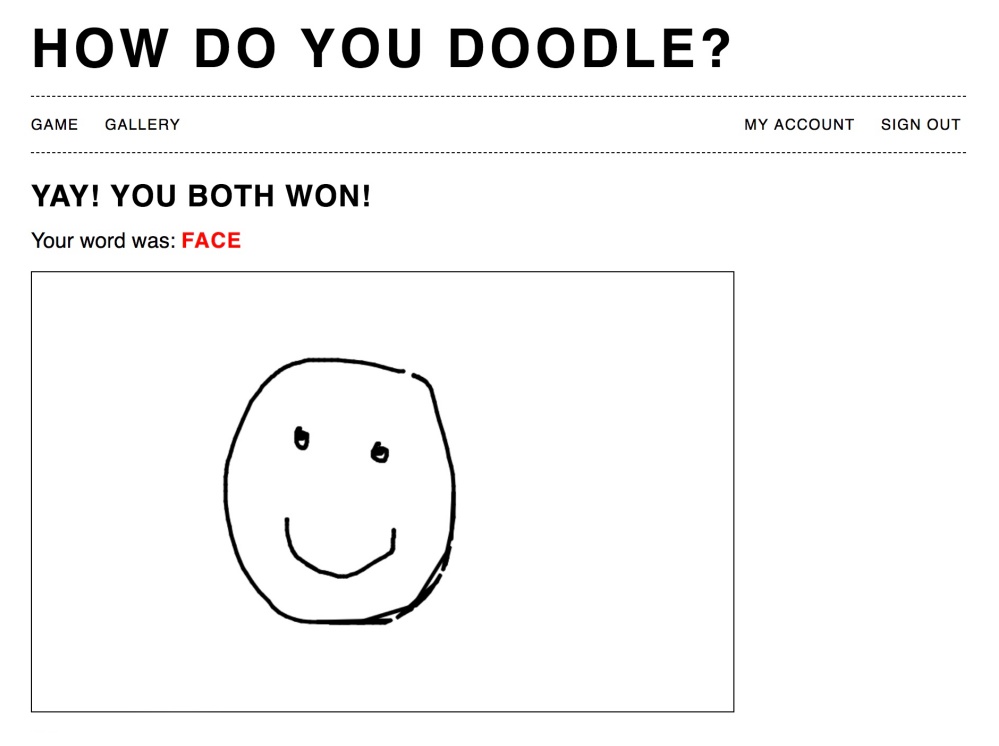 HOW DO YOU DOODLE?
GAME GALLERY MY ACCOUNT SIGN OUT
YAY! YOU BOTH WON!
Your word was: FACE